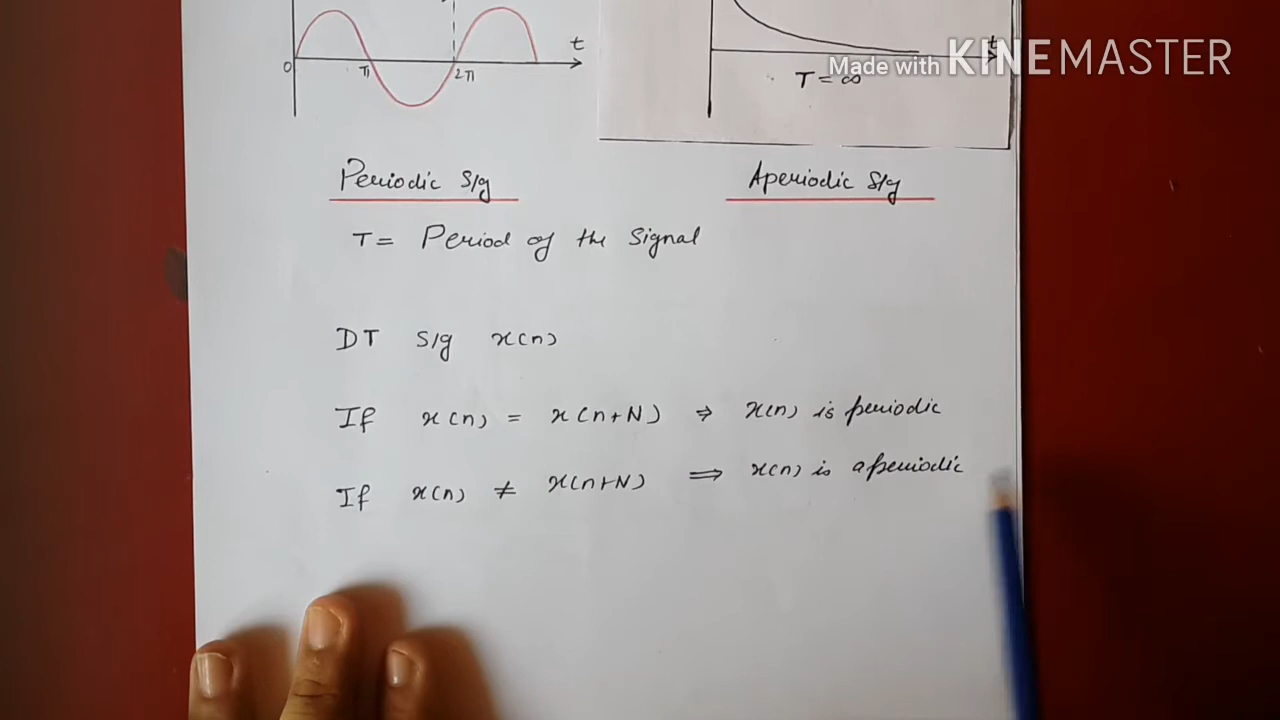 t
0 π 2π
t
Made with KINEMASTER
T = ∞
Periodic S/g
Aperiodic S/g
T = Period of the Signal
DT S/g x(n)
If x(n) = x(n+N) ⇒ x(n) is periodic
If x(n) ≠ x(n+N) ⟹ x(n) is aperiodic